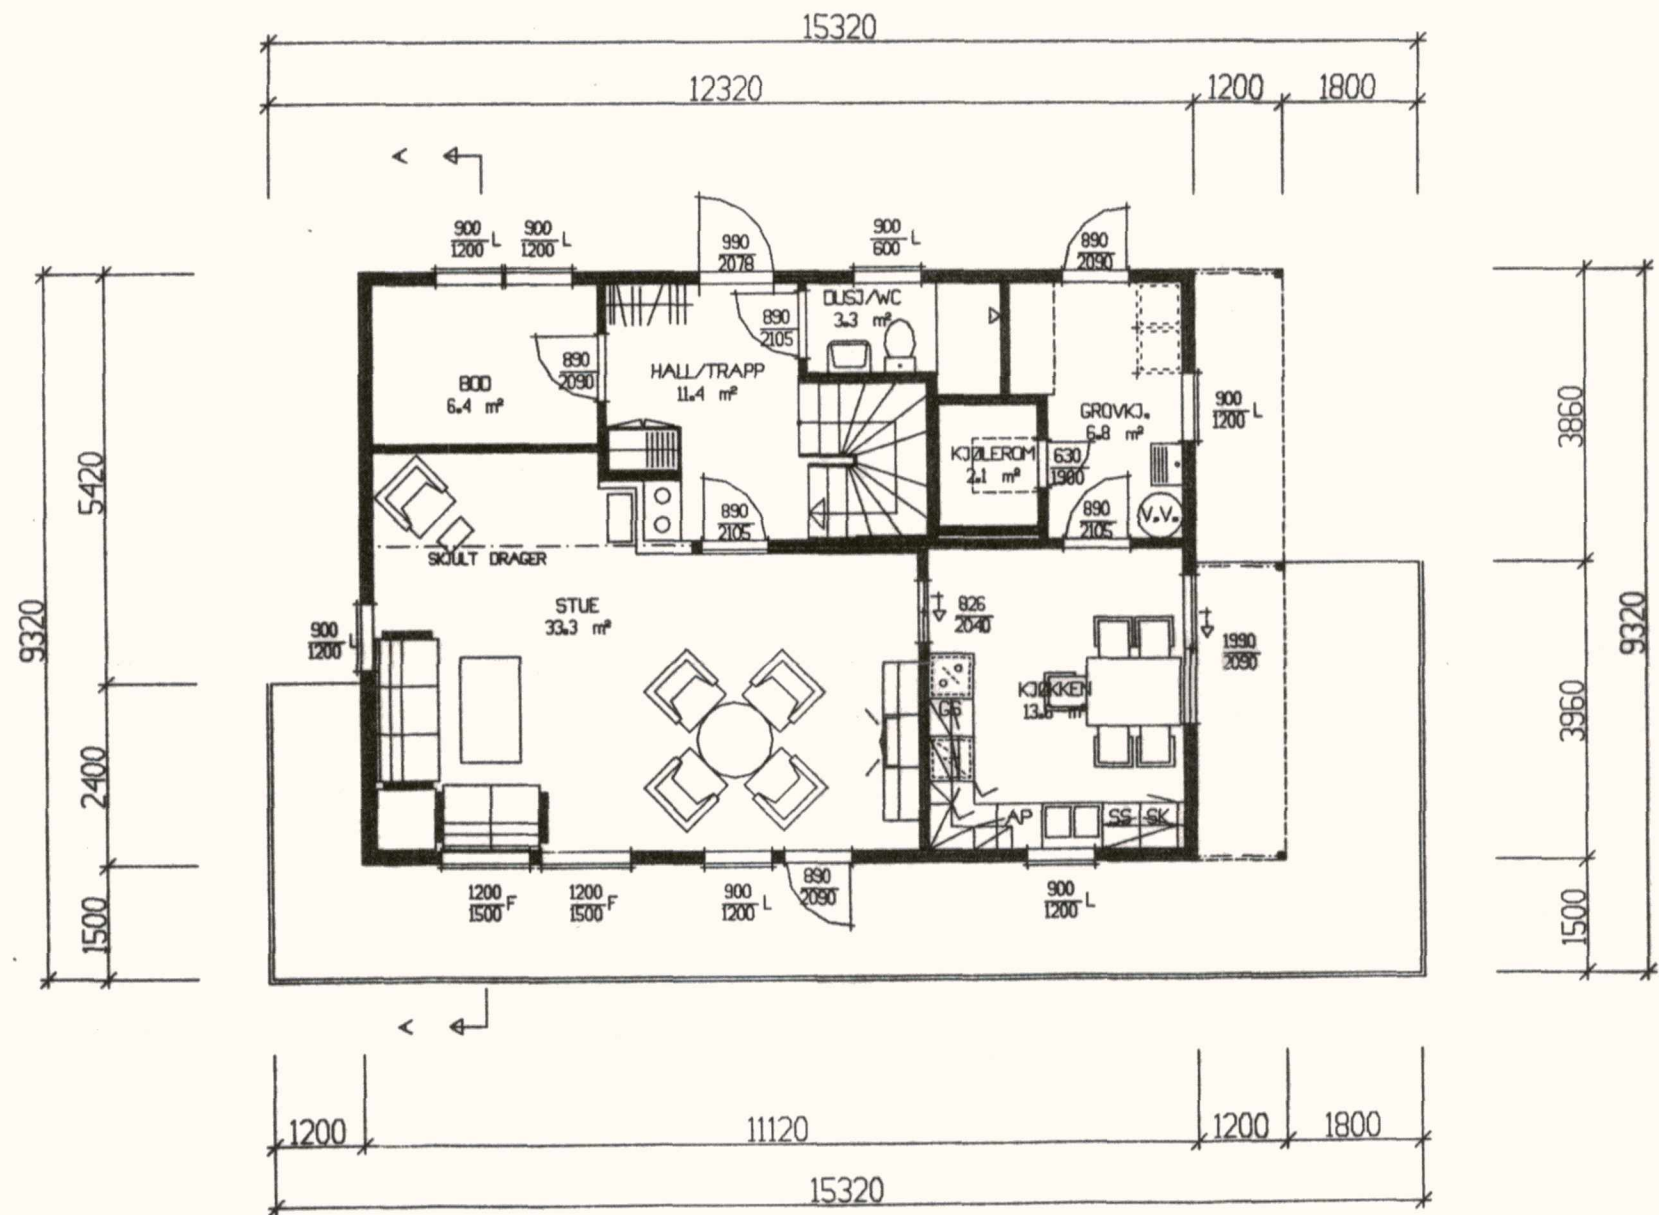 15320
12320 1200 1800
A
900
1200 L
900
1200 L
990
2078
900
600 L
890
2090
DUSJ/WC
3.3 m²
890
2105
HALL/TRAPP
11.4 m²
890
2090
BOD
6.4 m²
900
1200 L
GROVKJ.
6.8 m²
KJØLEROM
2.1 m²
630
1980
890
2105
890
2105
V.V.
SKJULT DRAGER
STUE
33.3 m²
826
2040
900
1200 L
1990
2090
KJØKKEN
GS
AP
SS
SK
1200
1500 F
1200
1500 F
900
1200 L
890
2090
900
1200 L
A
9320
5420
2400
1500
3860
3960
1500
9320
1200 11120 1200 1800
15320